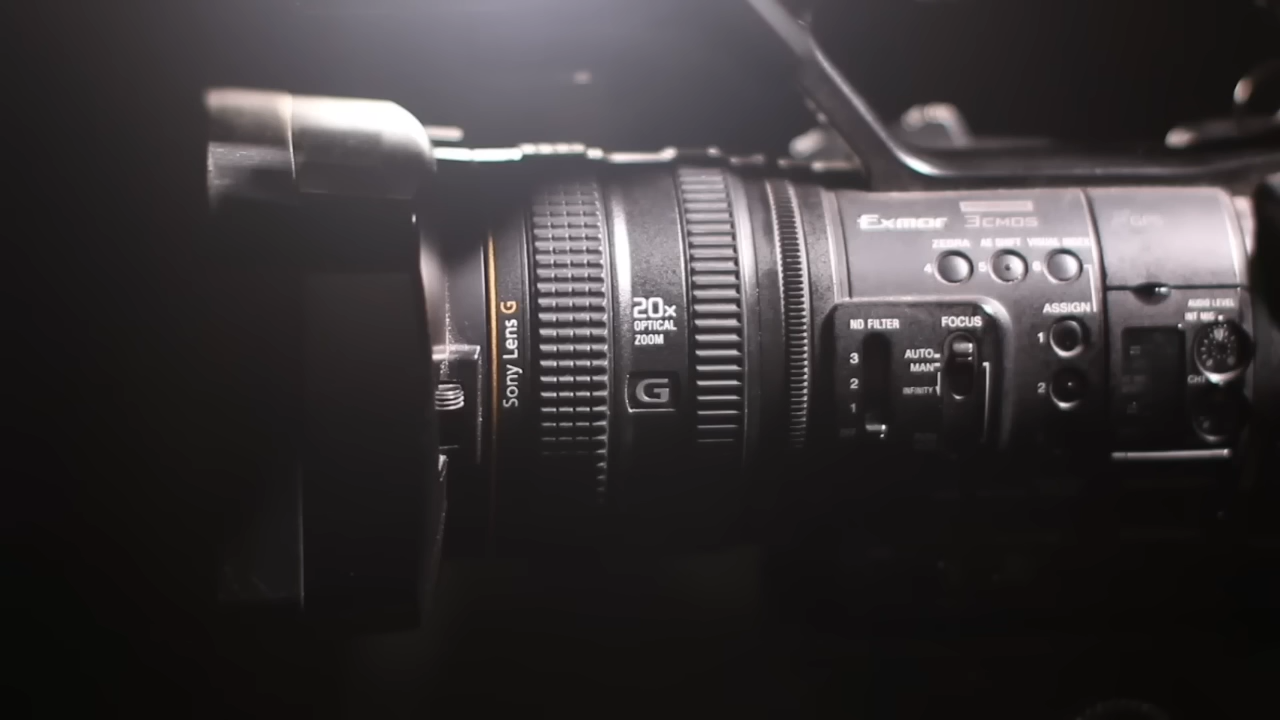 Sony Lens G
20x
OPTICAL
ZOOM
G
Exmor 3CMOS
ZEBRA AE SHIFT VISUAL INDEX
4 5 6
ND FILTER
3
2
1
FOCUS
AUTO
MAN
INFINITY
ASSIGN
1
2
GPS
AUDIO LEVEL
INT MIC
CH1